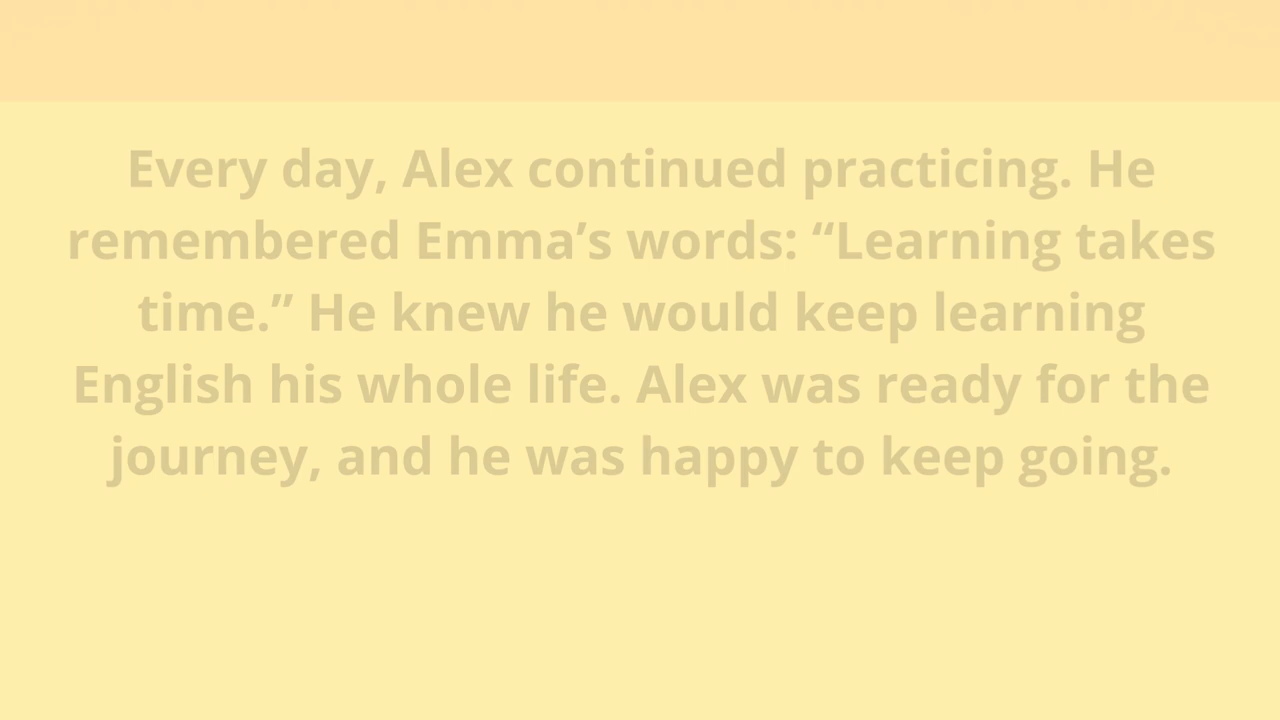 Every day, Alex continued practicing. He
remembered Emma’s words: “Learning takes
time.” He knew he would keep learning
English his whole life. Alex was ready for the
journey, and he was happy to keep going.